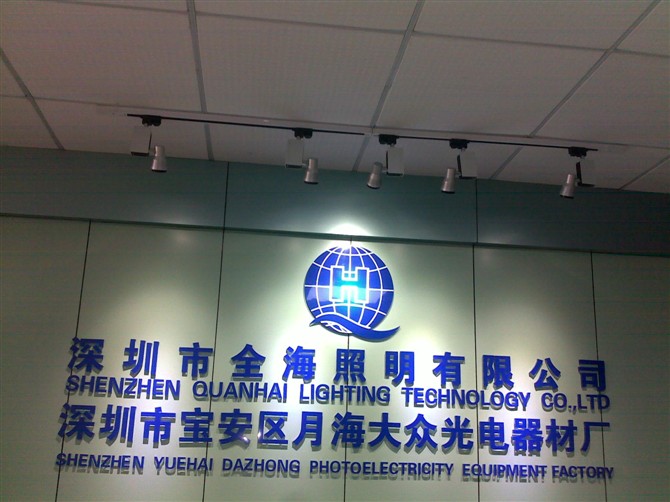 H
深圳市全海照明有限公司
SHENZHEN QUANHAI LIGHTING TECHNOLOGY CO.,LTD
深圳市宝安区月海大众光电器材厂
SHENZHEN YUEHAI DAZHONG PHOTOELECTRICITY EQUIPMENT FACTORY